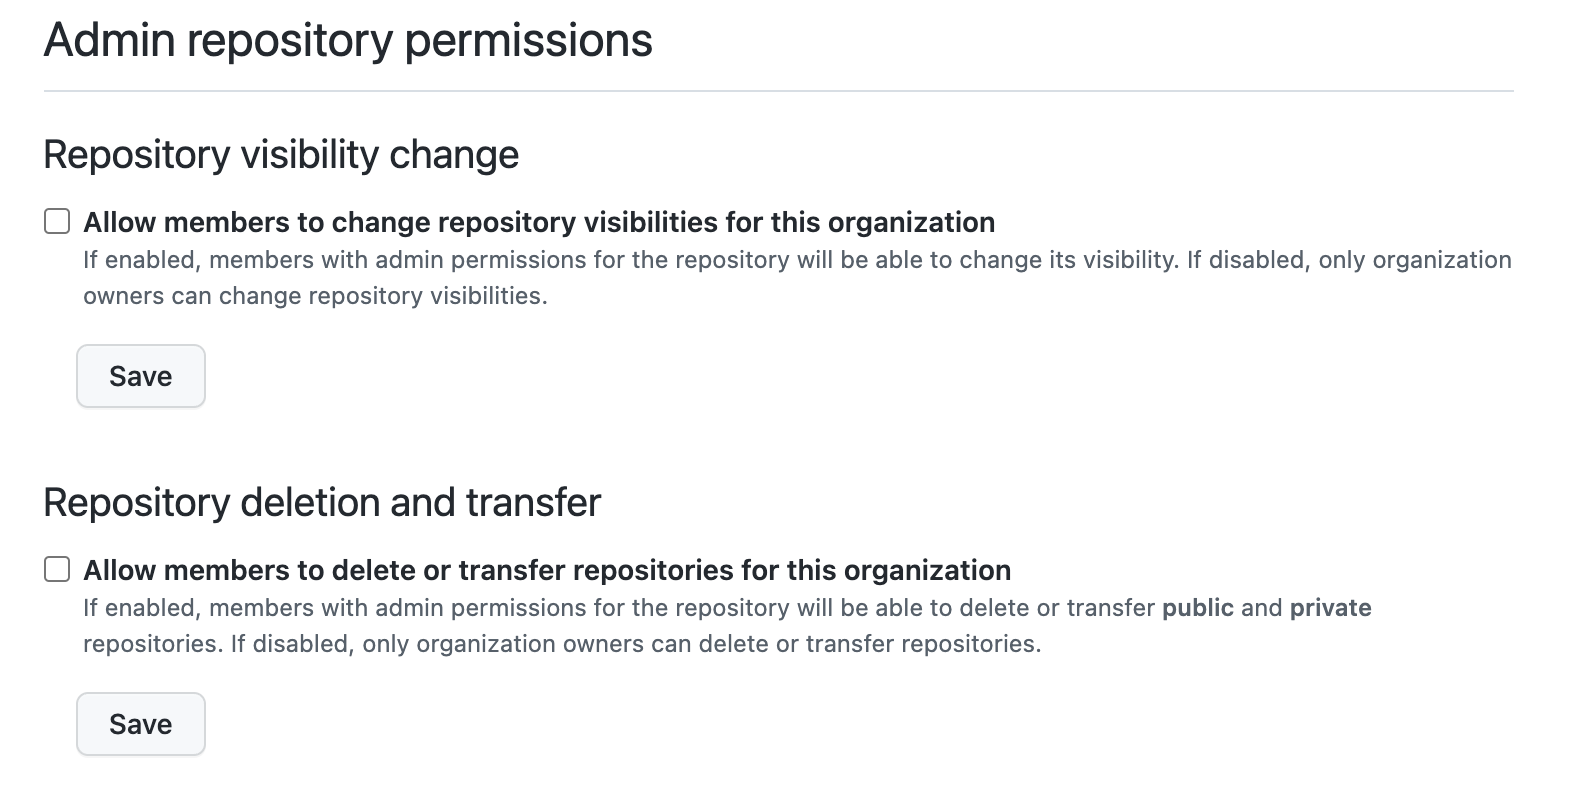 Admin repository permissions
Repository visibility change
Allow members to change repository visibilities for this organization
If enabled, members with admin permissions for the repository will be able to change its visibility. If disabled, only organization
owners can change repository visibilities.
Save
Repository deletion and transfer
Allow members to delete or transfer repositories for this organization
If enabled, members with admin permissions for the repository will be able to delete or transfer public and private
repositories. If disabled, only organization owners can delete or transfer repositories.
Save